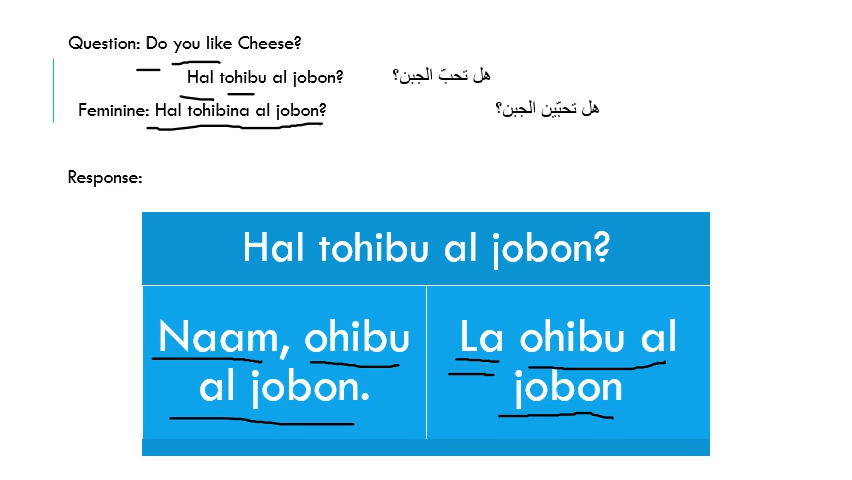 Question: Do you like Cheese?
Hal tohibu al jobon? هل تحبّ الجبن؟
Feminine: Hal tohibina al jobon? هل تحبّين الجبن؟
Response:
Hal tohibu al jobon?
Naam, ohibu
al jobon.
La ohibu al
jobon